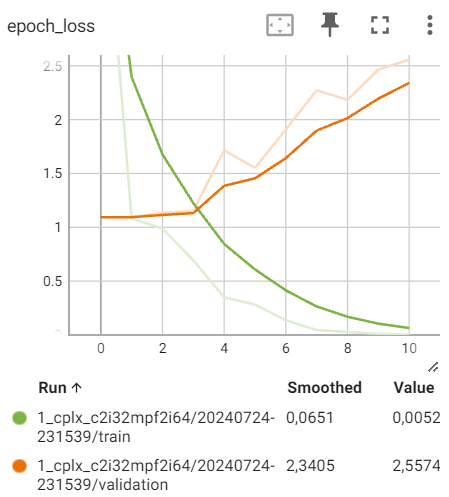 epoch_loss
2.5
2
1.5
1
0.5
0
0 2 4 6 8 10
Run ↑ Smoothed Value
1_cplx_c2i32mpf2i64/20240724- 0,0651 0,0052
231539/train
1_cplx_c2i32mpf2i64/20240724- 2,3405 2,5574
231539/validation